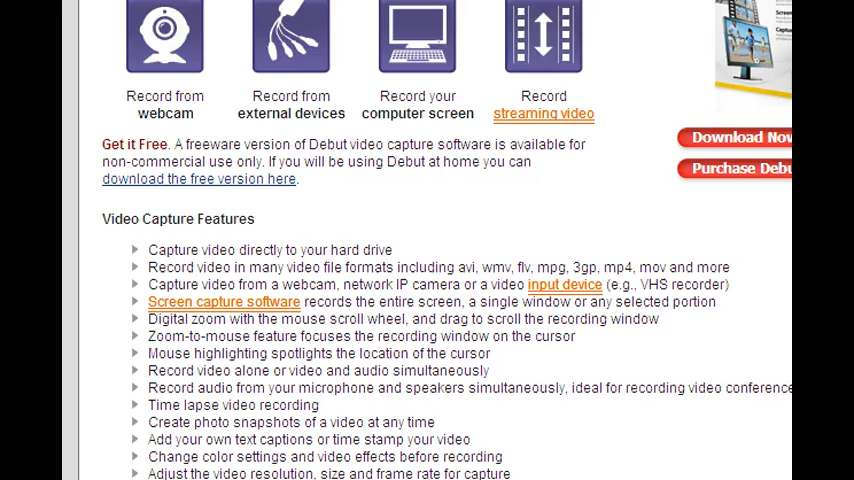 Record from webcam
Record from external devices
Record your computer screen
Record streaming video
Get it Free. A freeware version of Debut video capture software is available for
non-commercial use only. If you will be using Debut at home you can
download the free version here.
Download Now
Purchase Debu
Video Capture Features
Capture video directly to your hard drive
Record video in many video file formats including avi, wmv, flv, mpg, 3gp, mp4, mov and more
Capture video from a webcam, network IP camera or a video input device (e.g., VHS recorder)
Screen capture software records the entire screen, a single window or any selected portion
Digital zoom with the mouse scroll wheel, and drag to scroll the recording window
Zoom-to-mouse feature focuses the recording window on the cursor
Mouse highlighting spotlights the location of the cursor
Record video alone or video and audio simultaneously
Record audio from your microphone and speakers simultaneously, ideal for recording video conference
Time lapse video recording
Create photo snapshots of a video at any time
Add your own text captions or time stamp your video
Change color settings and video effects before recording
Adjust the video resolution, size and frame rate for capture